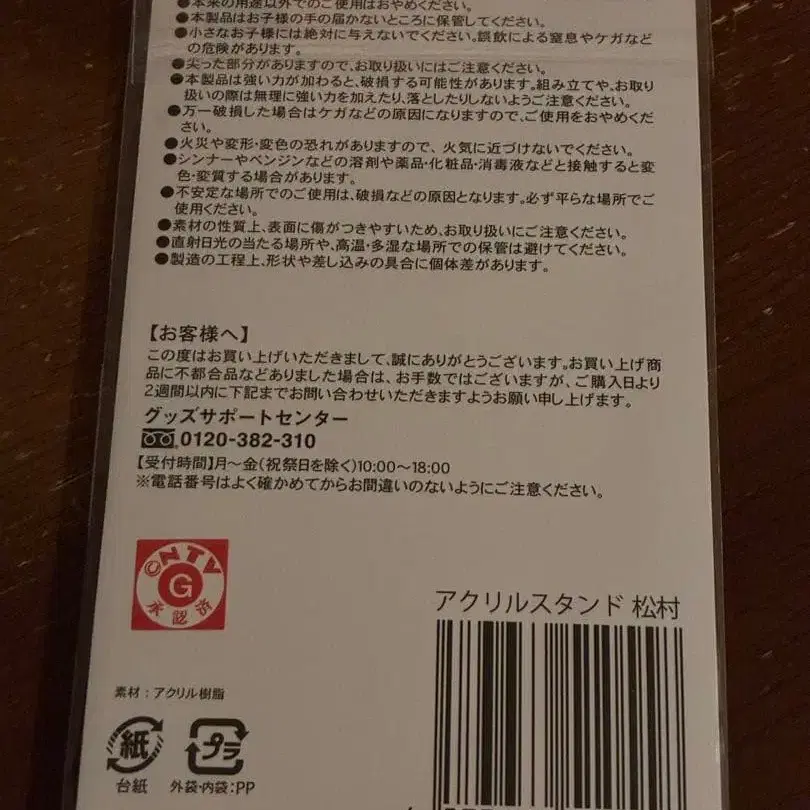 ●本来の用途以外でのご使用はおやめください。
●本製品はお子様の手の届かないところに保管してください。
●小さなお子様には絶対に与えないでください。誤飲による窒息やケガなど
の危険があります。
●尖った部分がありますので、お取り扱いにはご注意ください。
●本製品は強い力が加わると、破損する可能性があります。組み立てや、お取り
扱いの際は無理に強い力を加えたり、落としたりしないようご注意ください。
●万一破損した場合はケガなどの原因になりますので、ご使用をおやめくだ
さい。
●火災や変形・変色の恐れがありますので、火気に近づけないでください。
●シンナーやベンジンなどの溶剤や薬品・化粧品・消毒液などと接触すると変
色・変質する場合があります。
●不安定な場所でのご使用は、破損などの原因となります。必ず平らな場所でご
使用ください。
●素材の性質上、表面に傷がつきやすいため、お取り扱いにご注意ください。
●直射日光の当たる場所や、高温・多湿な場所での保管は避けてください。
●製造の工程上、形状や差し込みの具合に個体差があります。
【お客様へ】
この度はお買い上げいただきまして、誠にありがとうございます。お買い上げ商
品に不都合品などありました場合は、お手数ではございますが、ご購入日より
2週間以内に下記までお問い合わせいただきますようお願い申し上げます。
グッズサポートセンター
0120-382-310
【受付時間】月～金(祝祭日を除く)10:00～18:00
※電話番号はよく確かめてからお間違いのないようにご注意ください。
©NTV
G
承認済
アクリルスタンド 松村
素材：アクリル樹脂
紙
プラ
台紙
外袋・内袋：PP